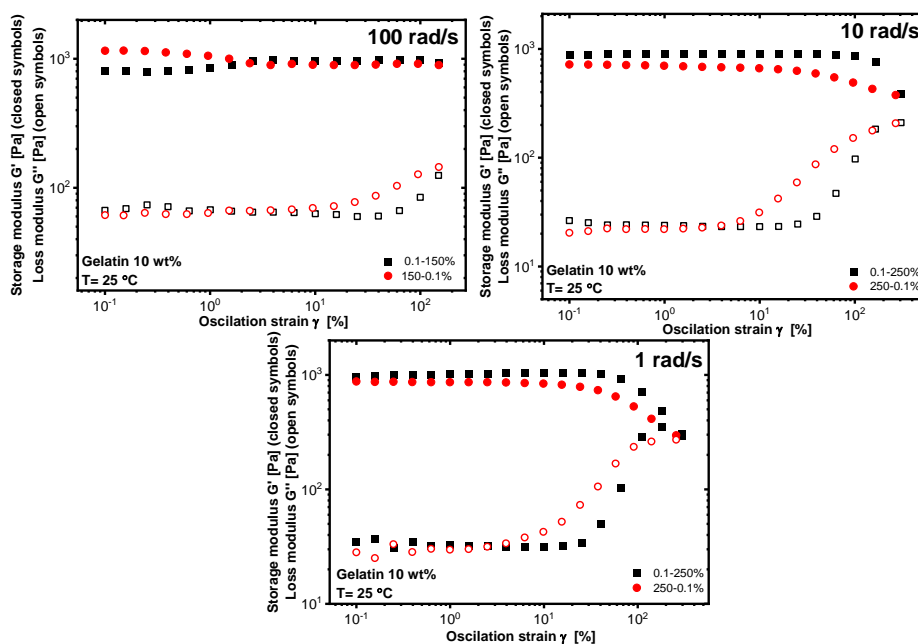 100 rad/s
Storage modulus G' [Pa] (closed symbols)
Loss modulus G'' [Pa] (open symbols)
10³
10²
Gelatin 10 wt%
T= 25 ºC
0.1-150%
150-0.1%
10⁻¹ 10⁰ 10¹ 10²
Oscilation strain γ [%]
10 rad/s
Storage modulus G' [Pa] (closed symbols)
Loss modulus G'' [Pa] (open symbols)
10³
10²
10¹
Gelatin 10 wt%
T= 25 ºC
0.1-250%
250-0.1%
10⁻¹ 10⁰ 10¹ 10²
Oscilation strain γ [%]
1 rad/s
Storage modulus G' [Pa] (closed symbols)
Loss modulus G'' [Pa] (open symbols)
10³
10²
10¹
Gelatin 10 wt%
T= 25 ºC
0.1-250%
250-0.1%
10⁻¹ 10⁰ 10¹ 10²
Oscilation strain γ [%]